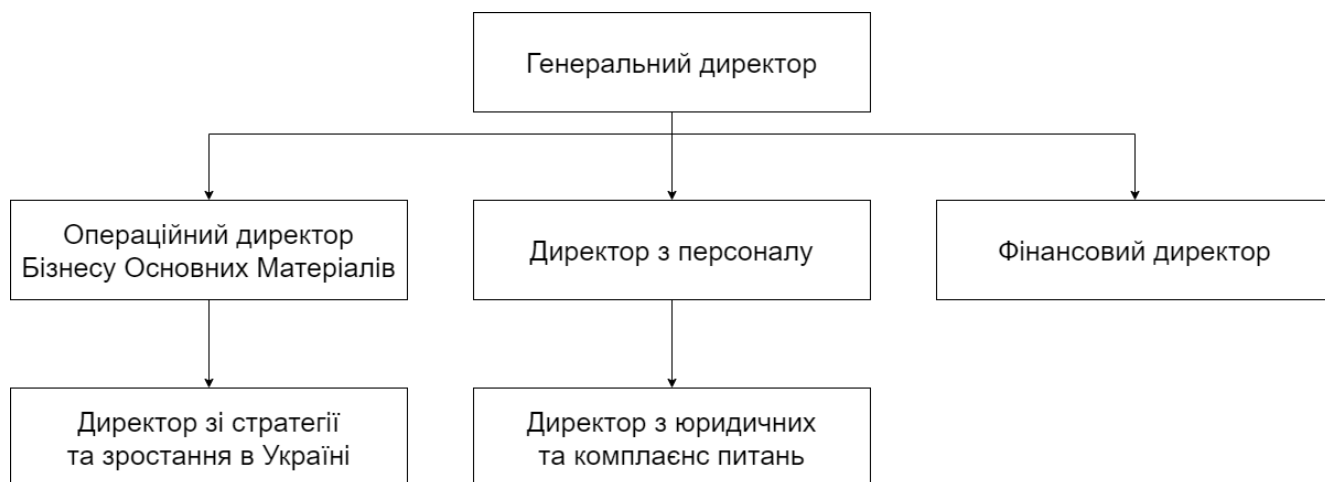 Генеральний директор
Операційний директор
Бізнесу Основних Матеріалів
Директор з персоналу
Фінансовий директор
Директор зі стратегії
та зростання в Україні
Директор з юридичних
та комплаєнс питань